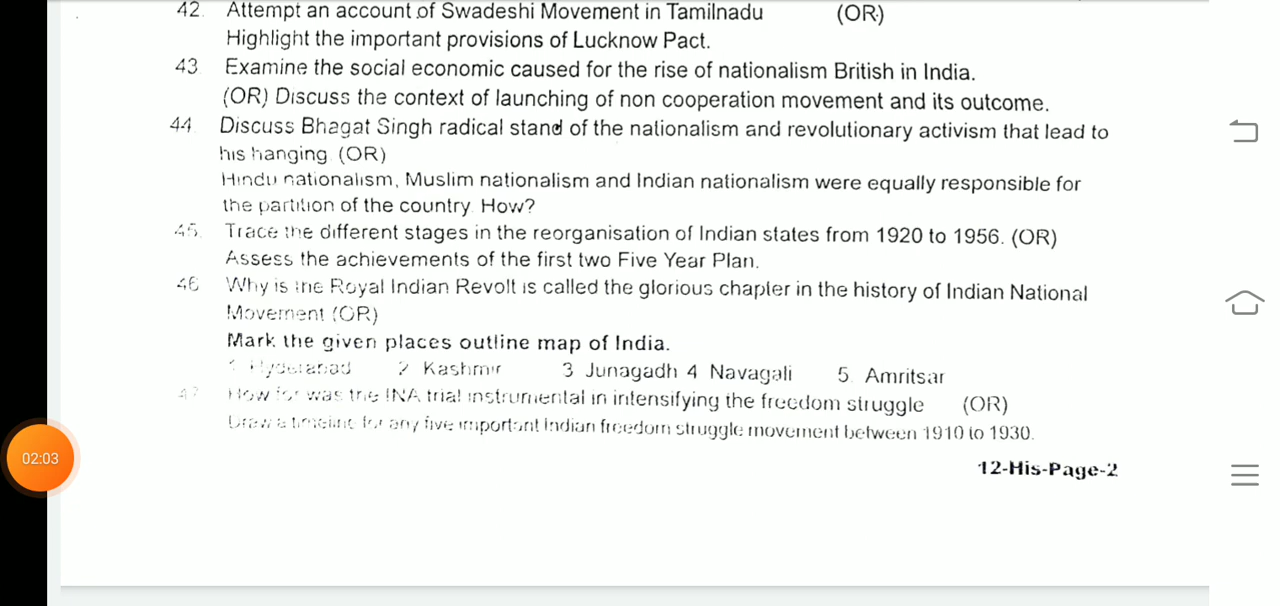 42. Attempt an account of Swadeshi Movement in Tamilnadu (OR)
Highlight the important provisions of Lucknow Pact.
43. Examine the social economic caused for the rise of nationalism British in India.
(OR) Discuss the context of launching of non cooperation movement and its outcome.
44. Discuss Bhagat Singh radical stand of the nationalism and revolutionary activism that lead to
his hanging. (OR)
Hindu nationalism, Muslim nationalism and Indian nationalism were equally responsible for
the partition of the country. How?
45. Trace the different stages in the reorganisation of Indian states from 1920 to 1956. (OR)
Assess the achievements of the first two Five Year Plan.
46 Why is the Royal Indian Revolt is called the glorious chapter in the history of Indian National
Movement (OR)
Mark the given places outline map of India.
1 Hyderabad 2 Kashmir 3 Junagadh 4 Navagali 5. Amritsar
47 How for was the INA trial instrumental in intensifying the freedom struggle (OR)
Draw a timeline for any five important Indian freedom struggle movement between 1910 to 1930.
12-His-Page-2
02:03